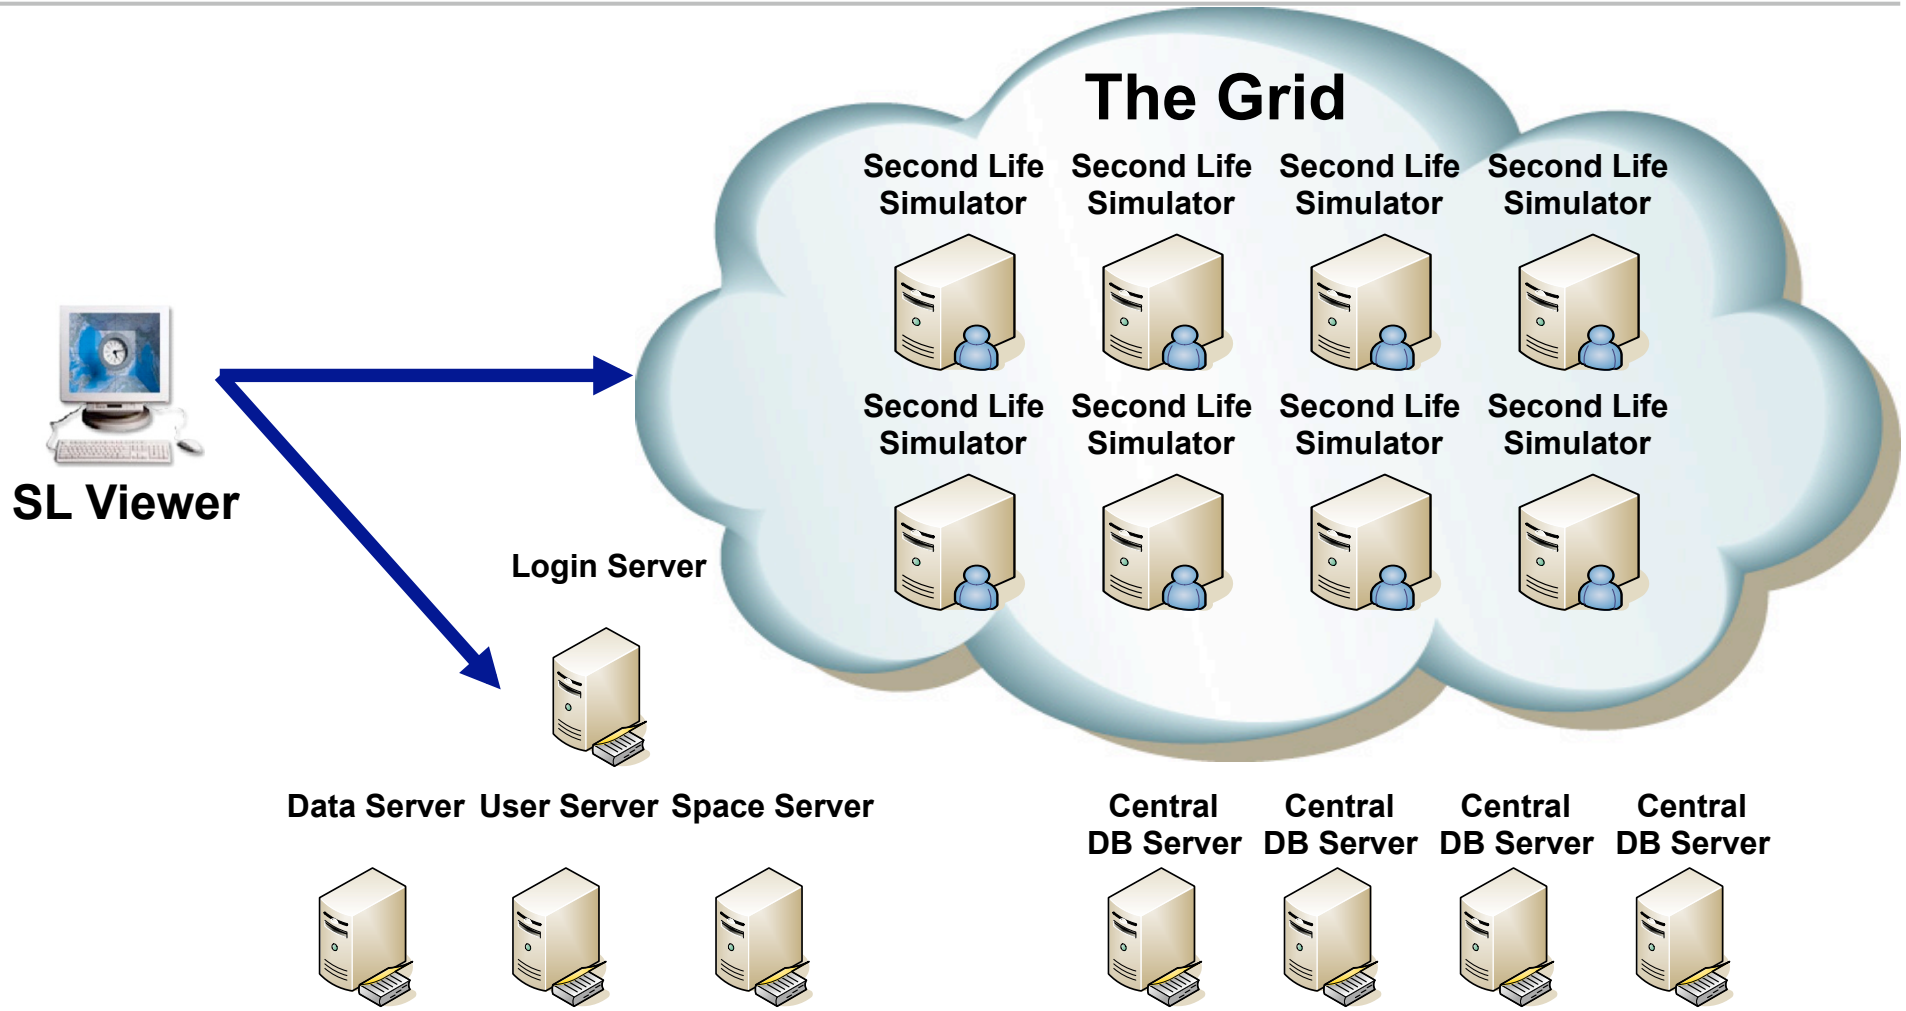 The Grid
Second Life Second Life Second Life Second Life
Simulator Simulator Simulator Simulator
Second Life Second Life Second Life Second Life
Simulator Simulator Simulator Simulator
SL Viewer
Login Server
Data Server User Server Space Server
Central Central Central Central
DB Server DB Server DB Server DB Server